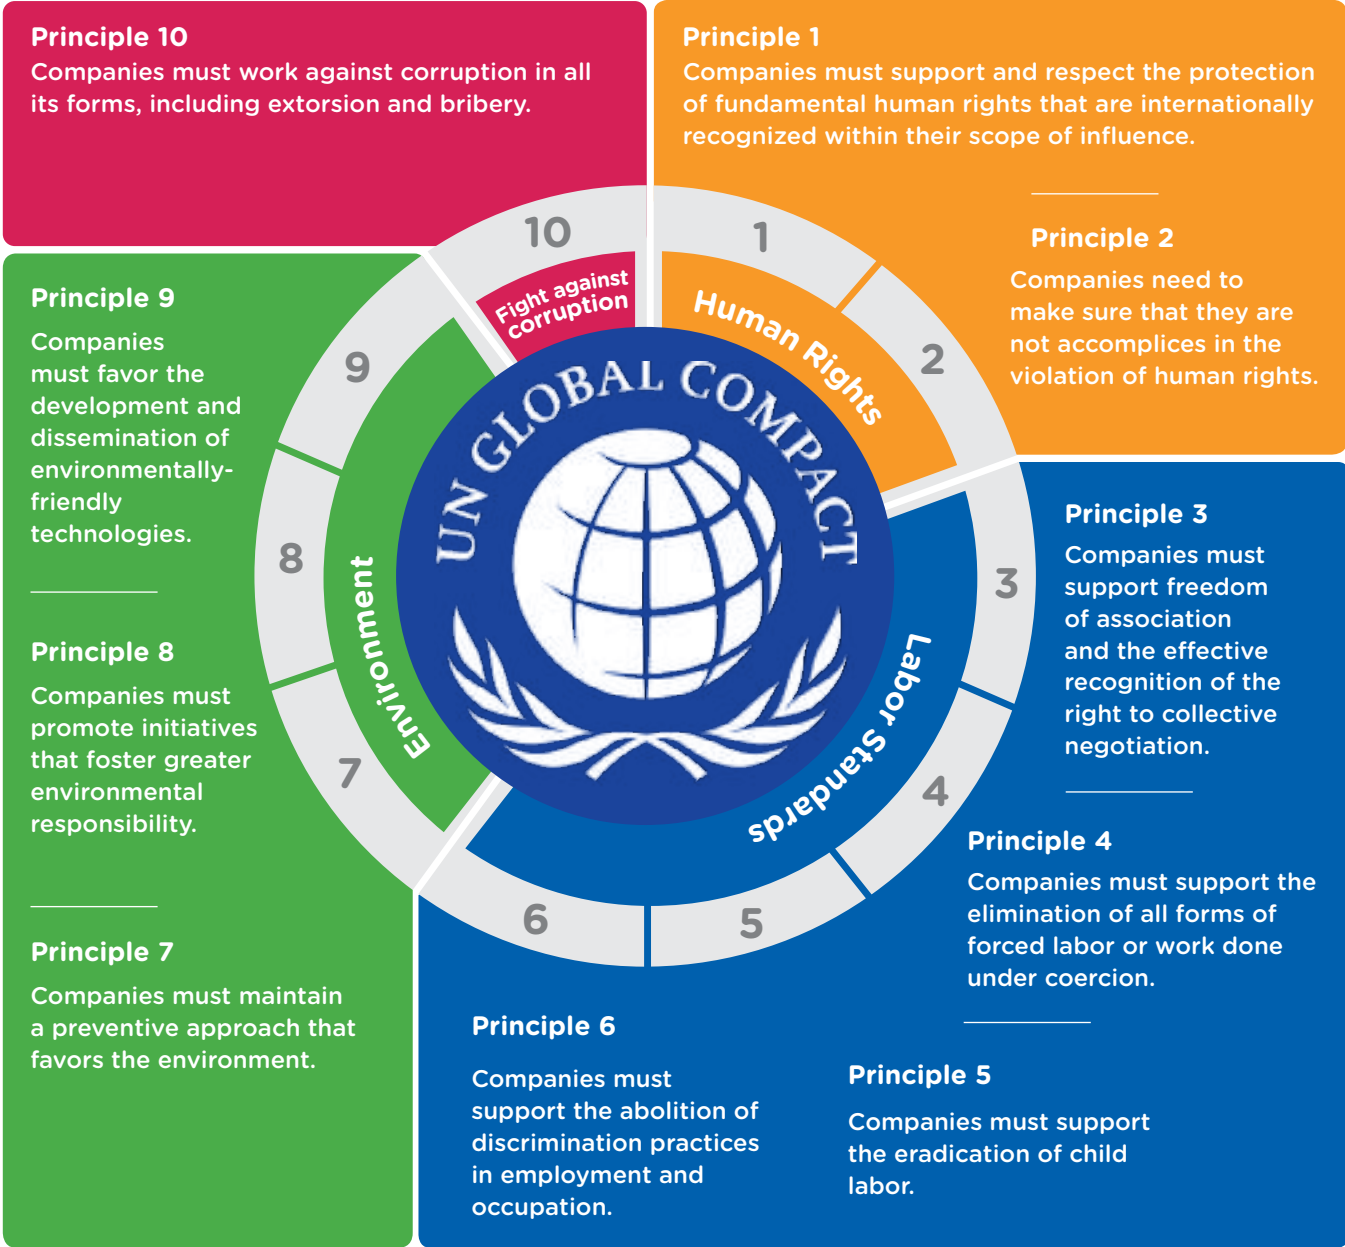 Principle 10
Companies must work against corruption in all
its forms, including extorsion and bribery.
Principle 1
Companies must support and respect the protection
of fundamental human rights that are internationally
recognized within their scope of influence.
Principle 2
Companies need to
make sure that they are
not accomplices in the
violation of human rights.
Principle 3
Companies must
support freedom
of association
and the effective
recognition of the
right to collective
negotiation.
Principle 4
Companies must support the
elimination of all forms of
forced labor or work done
under coercion.
Principle 5
Companies must support
the eradication of child
labor.
Principle 6
Companies must
support the abolition of
discrimination practices
in employment and
occupation.
Principle 7
Companies must maintain
a preventive approach that
favors the environment.
Principle 8
Companies must
promote initiatives
that foster greater
environmental
responsibility.
Principle 9
Companies
must favor the
development and
dissemination of
environmentally-
friendly
technologies.
1
2
3
4
5
6
7
8
9
10
Human Rights
Labor Standards
Environment
Fight against
corruption
UN GLOBAL COMPACT